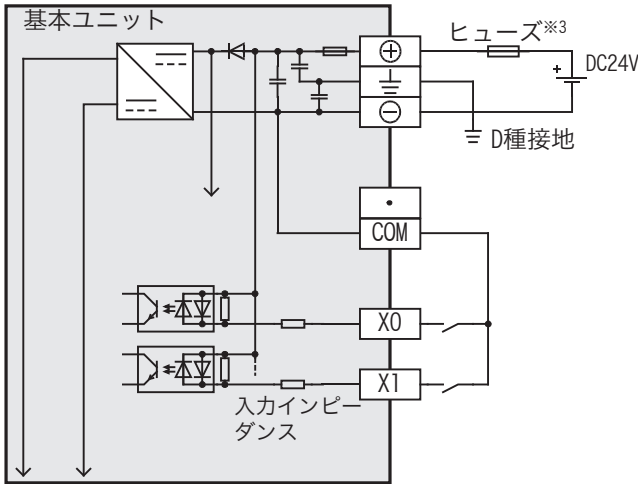 基本ユニット
ヒューズ※3
DC24V
D種接地
COM
X0
X1
入力インピー
ダンス